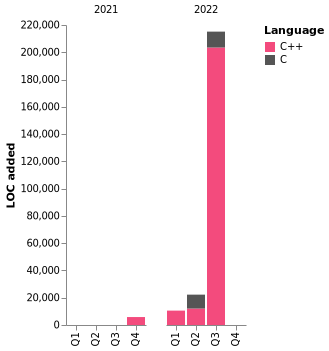 2021
2022
Language
C++
C
LOC added
220,000
200,000
180,000
160,000
140,000
120,000
100,000
80,000
60,000
40,000
20,000
0
Q1
Q2
Q3
Q4
Q1
Q2
Q3
Q4